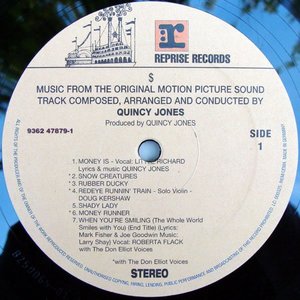 REPRISE RECORDS
$
MUSIC FROM THE ORIGINAL MOTION PICTURE SOUND
TRACK COMPOSED, ARRANGED AND CONDUCTED BY
QUINCY JONES
Produced by QUINCY JONES
9362 47879-1
SIDE
1
1. MONEY IS - Vocal: LITTLE RICHARD
Lyrics & music QUINCY JONES
*2. SNOW CREATURES
*3. RUBBER DUCKY
*4. REDEYE RUNNIN' TRAIN - Solo Violin -
DOUG KERSHAW
5. SHADY LADY
*6. MONEY RUNNER
*7. WHEN YOU'RE SMILING (The Whole World
Smiles with You) (End Title) (Lyrics:
Mark Fisher & Joe Goodwin Music:
Larry Shay) Vocal: ROBERTA FLACK
*with The Don Elliot Voices
*with The Don Elliot Voices
STEREO